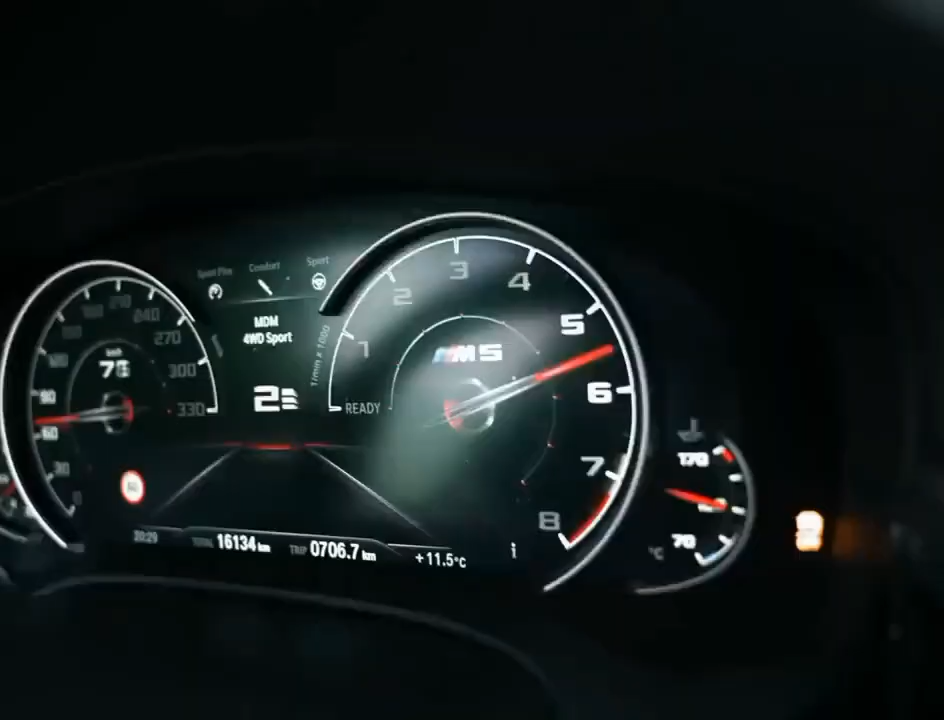 Sport Plus
Comfort
Sport
MDM
4WD Sport
2
km/h
30
60
90
240
270
300
330
1/min x 1000
1
2
3
4
5
6
7
8
READY
M5
170
70
°C
20:29
TOTAL 16134 km
TRIP 0706.7 km
+11.5°C
i